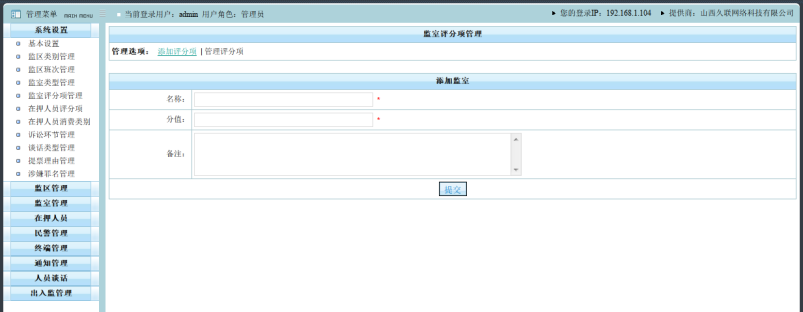 管理菜单 MAIN MENU
当前登录用户：admin 用户角色：管理员
您的登录IP：192.168.1.104
提供商：山西久联网络科技有限公司
系统设置
基本设置
监区类别管理
监区班次管理
监室类型管理
监室评分项管理
在押人员评分项
在押人员消费类别
诉讼环节管理
谈话类型管理
提票理由管理
涉嫌罪名管理
监区管理
监室管理
在押人员
民警管理
终端管理
通知管理
人员谈话
出入监管理
监室评分项管理
管理选项： 添加评分项 | 管理评分项
添加监室
名称： *
分值： *
备注：
提交